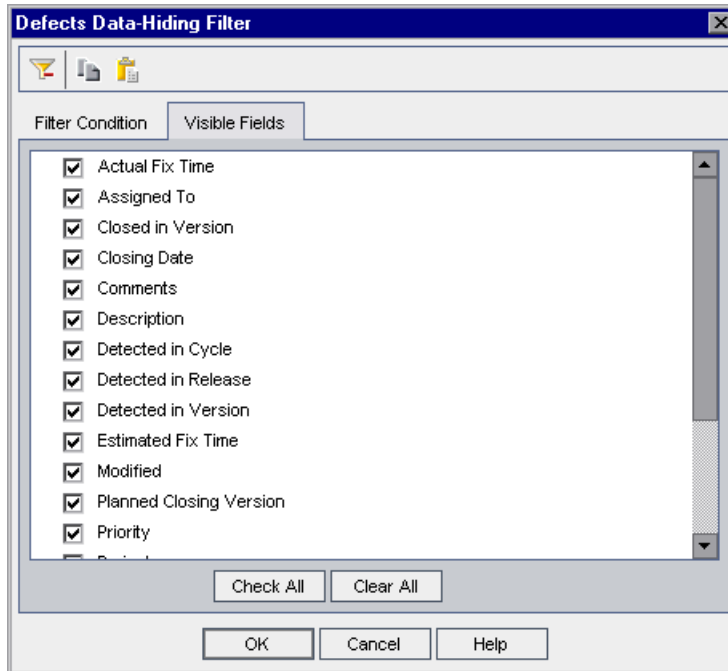 Defects Data-Hiding Filter
Filter Condition Visible Fields
Actual Fix Time
Assigned To
Closed in Version
Closing Date
Comments
Description
Detected in Cycle
Detected in Release
Detected in Version
Estimated Fix Time
Modified
Planned Closing Version
Priority
Check All Clear All
OK Cancel Help